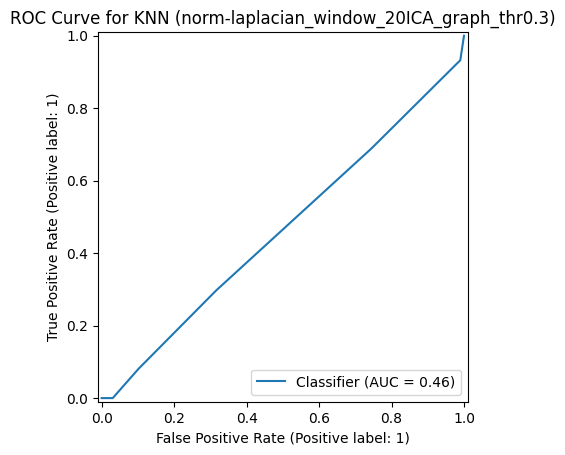 ROC Curve for KNN (norm-laplacian_window_20ICA_graph_thr0.3)
1.0
0.8
0.6
0.4
0.2
0.0
True Positive Rate (Positive label: 1)
Classifier (AUC = 0.46)
0.0 0.2 0.4 0.6 0.8 1.0
False Positive Rate (Positive label: 1)